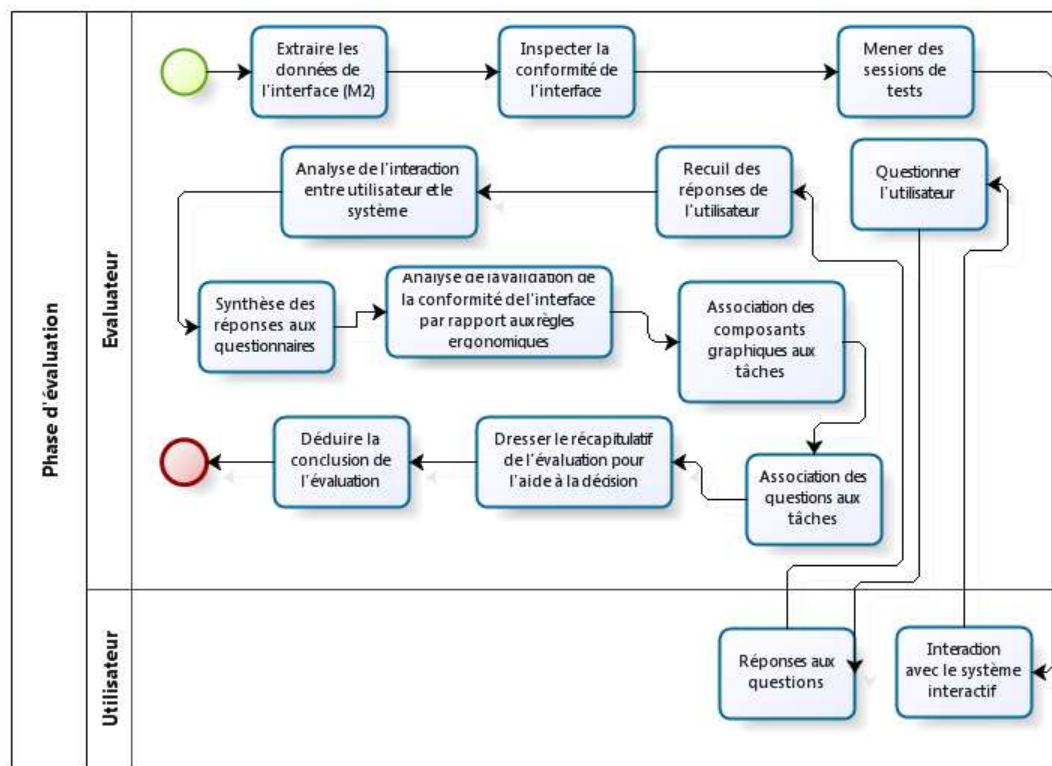 Phase d'évaluation
Evaluateur
Extraire les
données de
l'interface (M2)
Inspecter la
conformité de
l'interface
Mener des
sessions de
tests
Analyse de l'interaction
entre utilisateur et le
système
Recuil des
réponses de
l'utilisateur
Questionner
l'utilisateur
Synthèse des
réponses aux
questionnaires
Analyse de la validation de
la conformité de l'interface
par rapport aux règles
ergonomiques
Association des
composants
graphiques aux
tâches
Déduire la
conclusion de
l'évaluation
Dresser le récapitulatif
de l'évaluation pour
l'aide à la décision
Association des
questions aux
tâches
Utilisateur
Réponses aux
questions
Interaction
avec le système
interactif